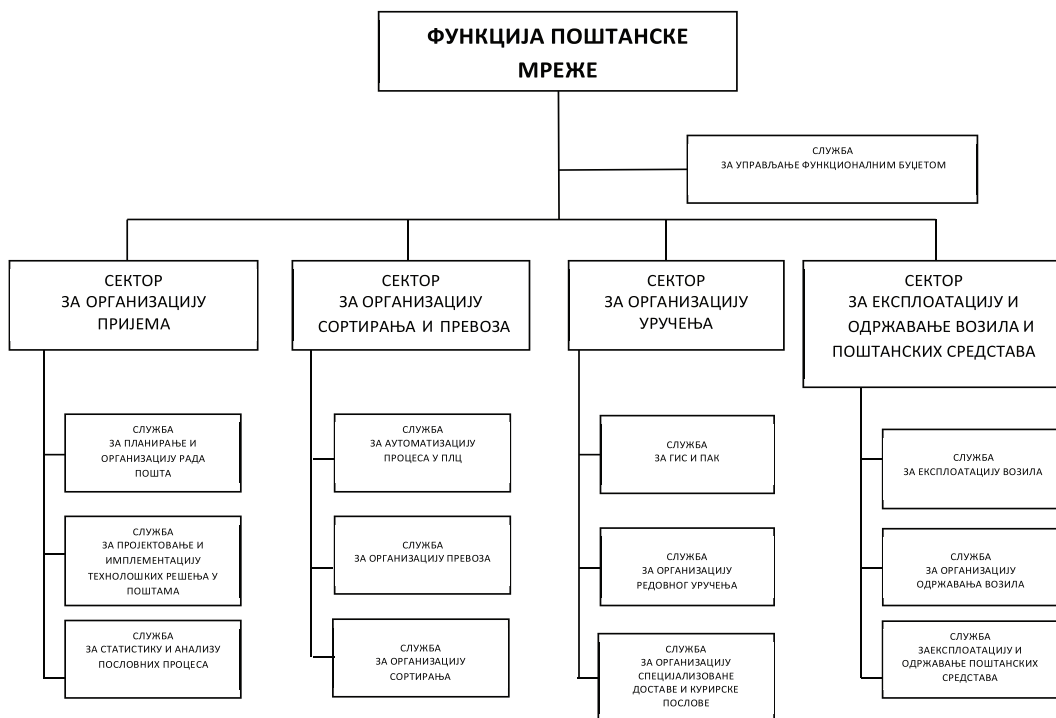 ФУНКЦИЈА ПОШТАНСКЕ
МРЕЖЕ
СЛУЖБА
ЗА УПРАВЉАЊЕ ФУНКЦИОНАЛНИМ БУЏЕТОМ
СЕКТОР
ЗА ОРГАНИЗАЦИЈУ
ПРИЈЕМА
СЛУЖБА
ЗА ПЛАНИРАЊЕ И
ОРГАНИЗАЦИЈУ РАДА
ПОШТА
СЛУЖБА
ЗА ПРОЈЕКТОВАЊЕ И
ИМПЛЕМЕНТАЦИЈУ
ТЕХНОЛОШКИХ РЕШЕЊА У
ПОШТАМА
СЛУЖБА
ЗА СТАТИСТИКУ И АНАЛИЗУ
ПОСЛОВНИХ ПРОЦЕСА
СЕКТОР
ЗА ОРГАНИЗАЦИЈУ
СОРТИРАЊА И ПРЕВОЗА
СЛУЖБА
ЗА АУТОМАТИЗАЦИЈУ
ПРОЦЕСА У ПЛЦ
СЛУЖБА
ЗА ОРГАНИЗАЦИЈУ ПРЕВОЗА
СЛУЖБА
ЗА ОРГАНИЗАЦИЈУ
СОРТИРАЊА
СЕКТОР
ЗА ОРГАНИЗАЦИЈУ
УРУЧЕЊА
СЛУЖБА
ЗА ГИС И ПАК
СЛУЖБА
ЗА ОРГАНИЗАЦИЈУ
РЕДОВНОГ УРУЧЕЊА
СЛУЖБА
ЗА ОРГАНИЗАЦИЈУ
СПЕЦИЈАЛИЗОВАНЕ
ДОСТАВЕ И КУРИРСКЕ
ПОСЛОВЕ
СЕКТОР
ЗА ЕКСПЛОАТАЦИЈУ И
ОДРЖАВАЊЕ ВОЗИЛА И
ПОШТАНСКИХ СРЕДСТАВА
СЛУЖБА
ЗА ЕКСПЛОАТАЦИЈУ ВОЗИЛА
СЛУЖБА
ЗА ОРГАНИЗАЦИЈУ
ОДРЖАВАЊА ВОЗИЛА
СЛУЖБА
ЗАЕКСПЛОАТАЦИЈУ И
ОДРЖАВАЊЕ ПОШТАНСКИХ
СРЕДСТАВА